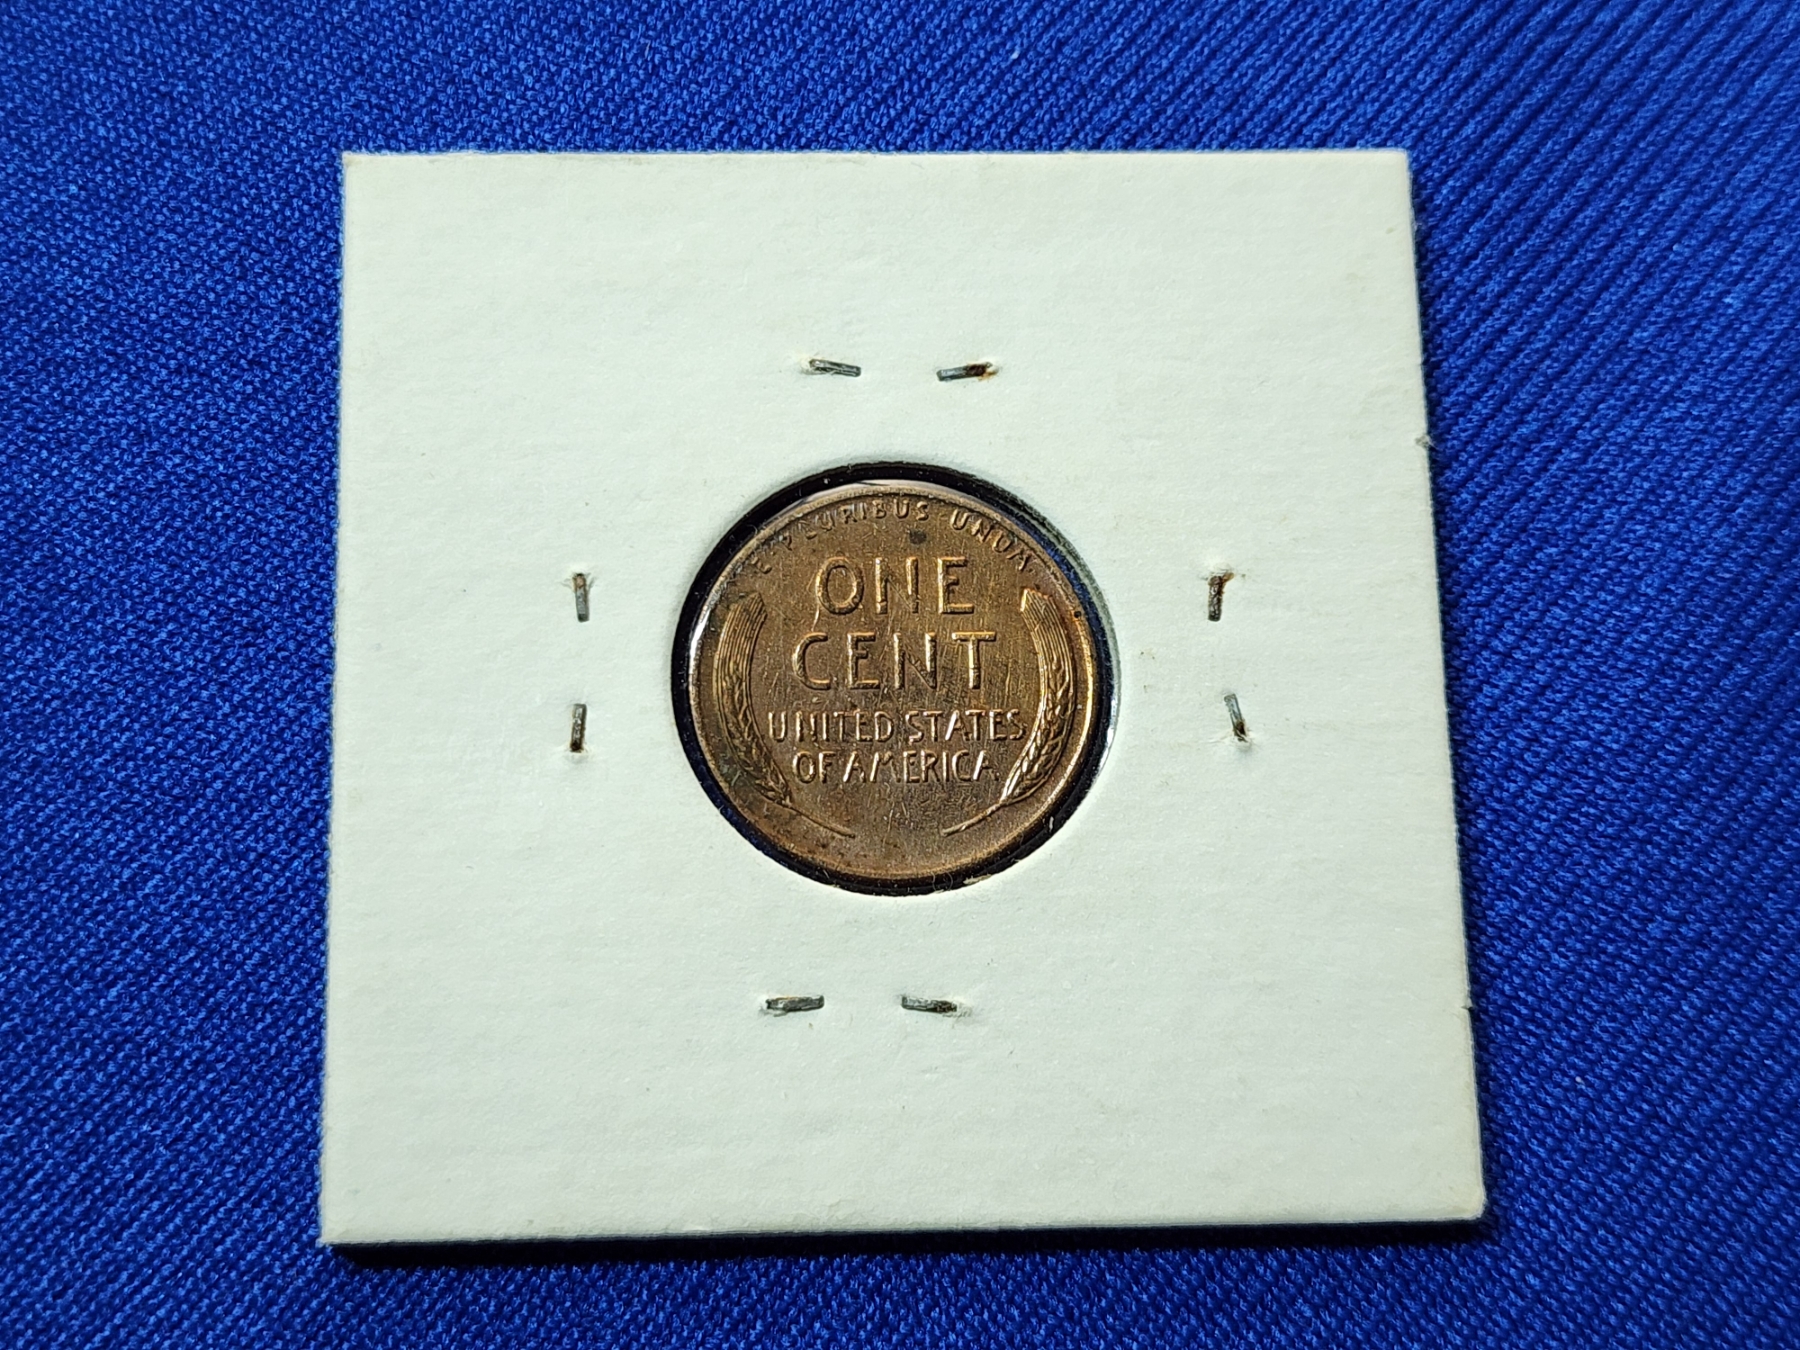 E PLURIBUS UNUM
ONE
CENT
UNITED STATES
OF AMERICA